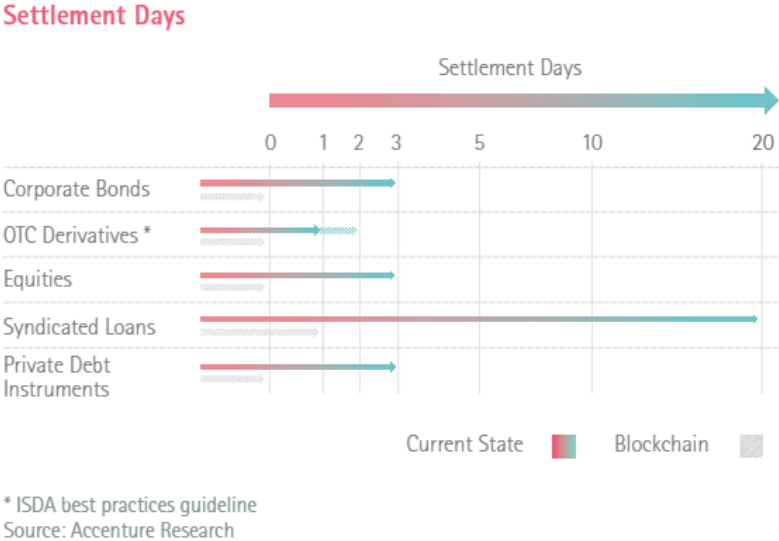 Settlement Days
Settlement Days
0 1 2 3 5 10 20
Corporate Bonds
OTC Derivatives *
Equities
Syndicated Loans
Private Debt
Instruments
Current State Blockchain
* ISDA best practices guideline
Source: Accenture Research